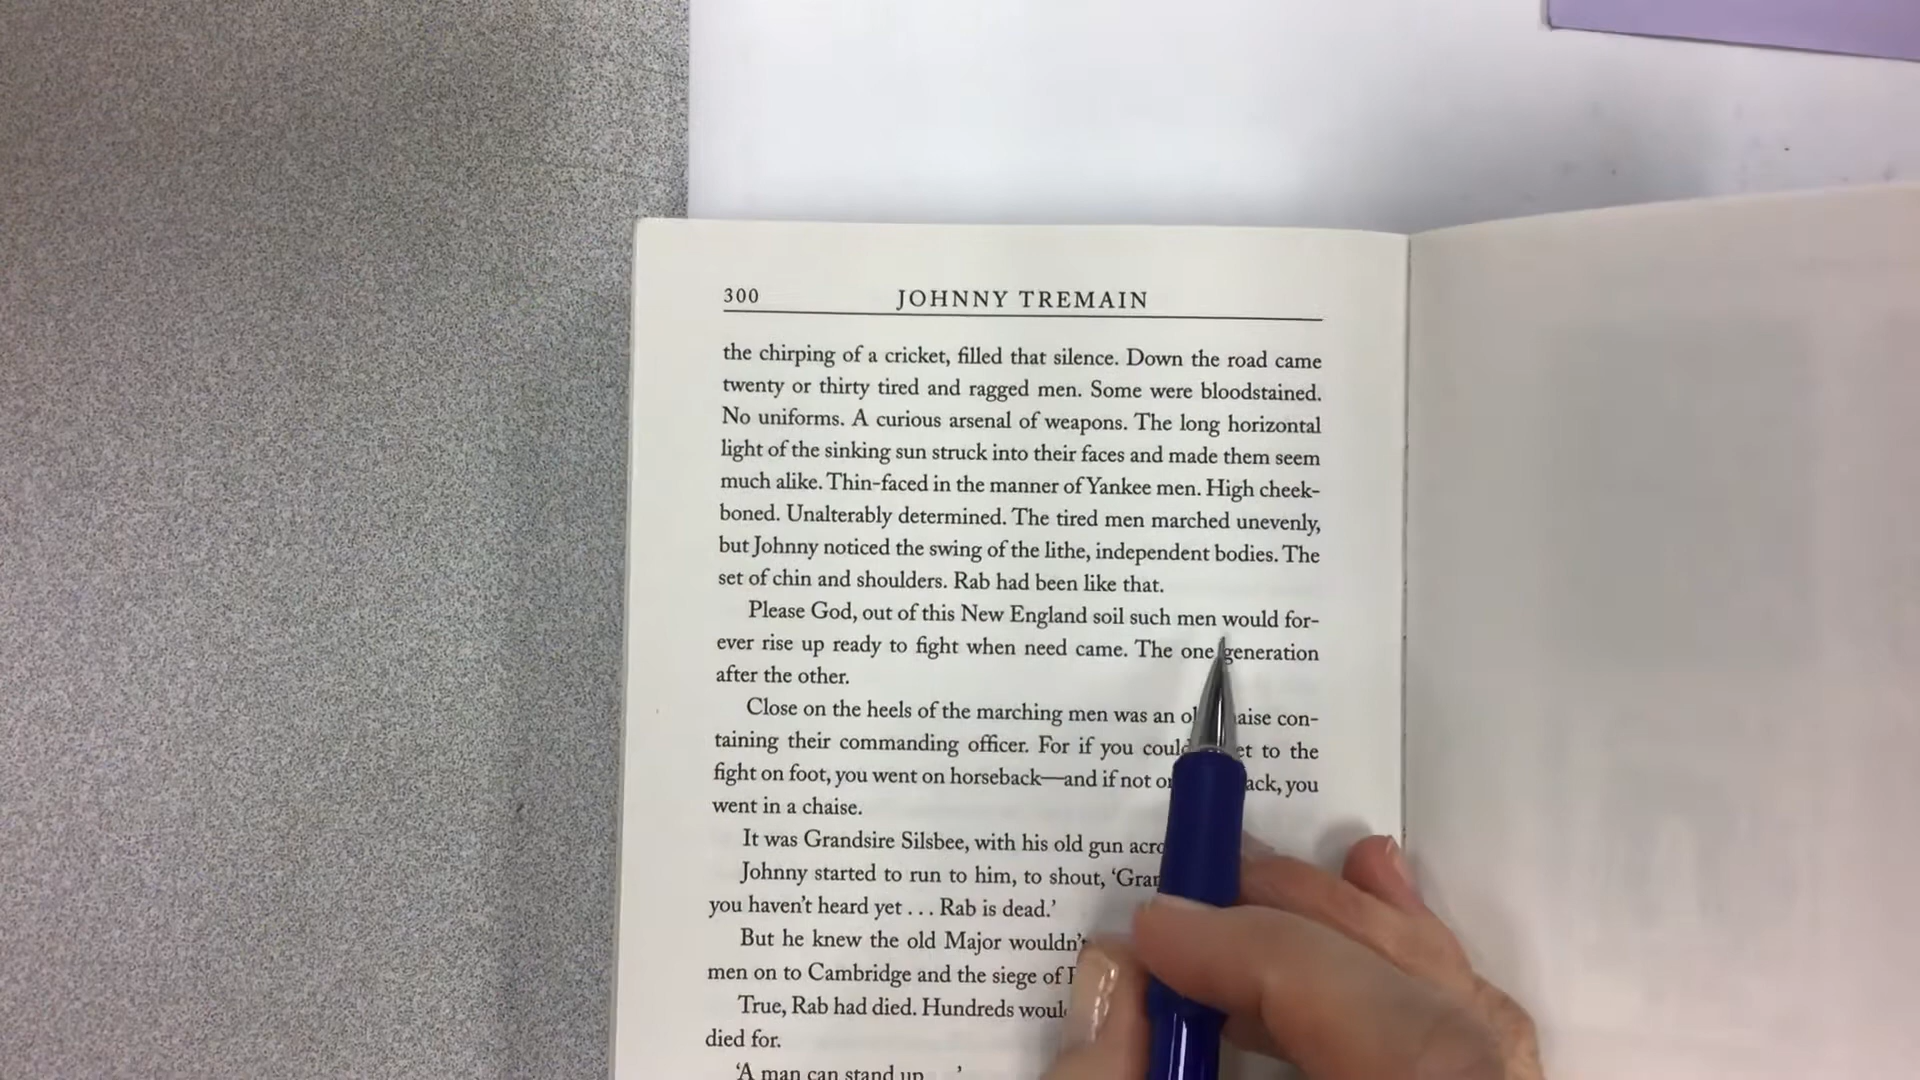 300 JOHNNY TREMAIN
the chirping of a cricket, filled that silence. Down the road came
twenty or thirty tired and ragged men. Some were bloodstained.
No uniforms. A curious arsenal of weapons. The long horizontal
light of the sinking sun struck into their faces and made them seem
much alike. Thin-faced in the manner of Yankee men. High cheek-
boned. Unalterably determined. The tired men marched unevenly,
but Johnny noticed the swing of the lithe, independent bodies. The
set of chin and shoulders. Rab had been like that.
Please God, out of this New England soil such men would for-
ever rise up ready to fight when need came. The one generation
after the other.
Close on the heels of the marching men was an con-
taining their commanding officer. For if you to the
fight on foot, you went on horseback—and if not you
went in a chaise.
It was Grandsire Silsbee, with his old gun
Johnny started to run to him, to shout,
you haven't heard yet . . . Rab is dead.'
But he knew the old Major
men on to Cambridge and the siege of
True, Rab had died. Hundreds
died for.
'A man can stand up